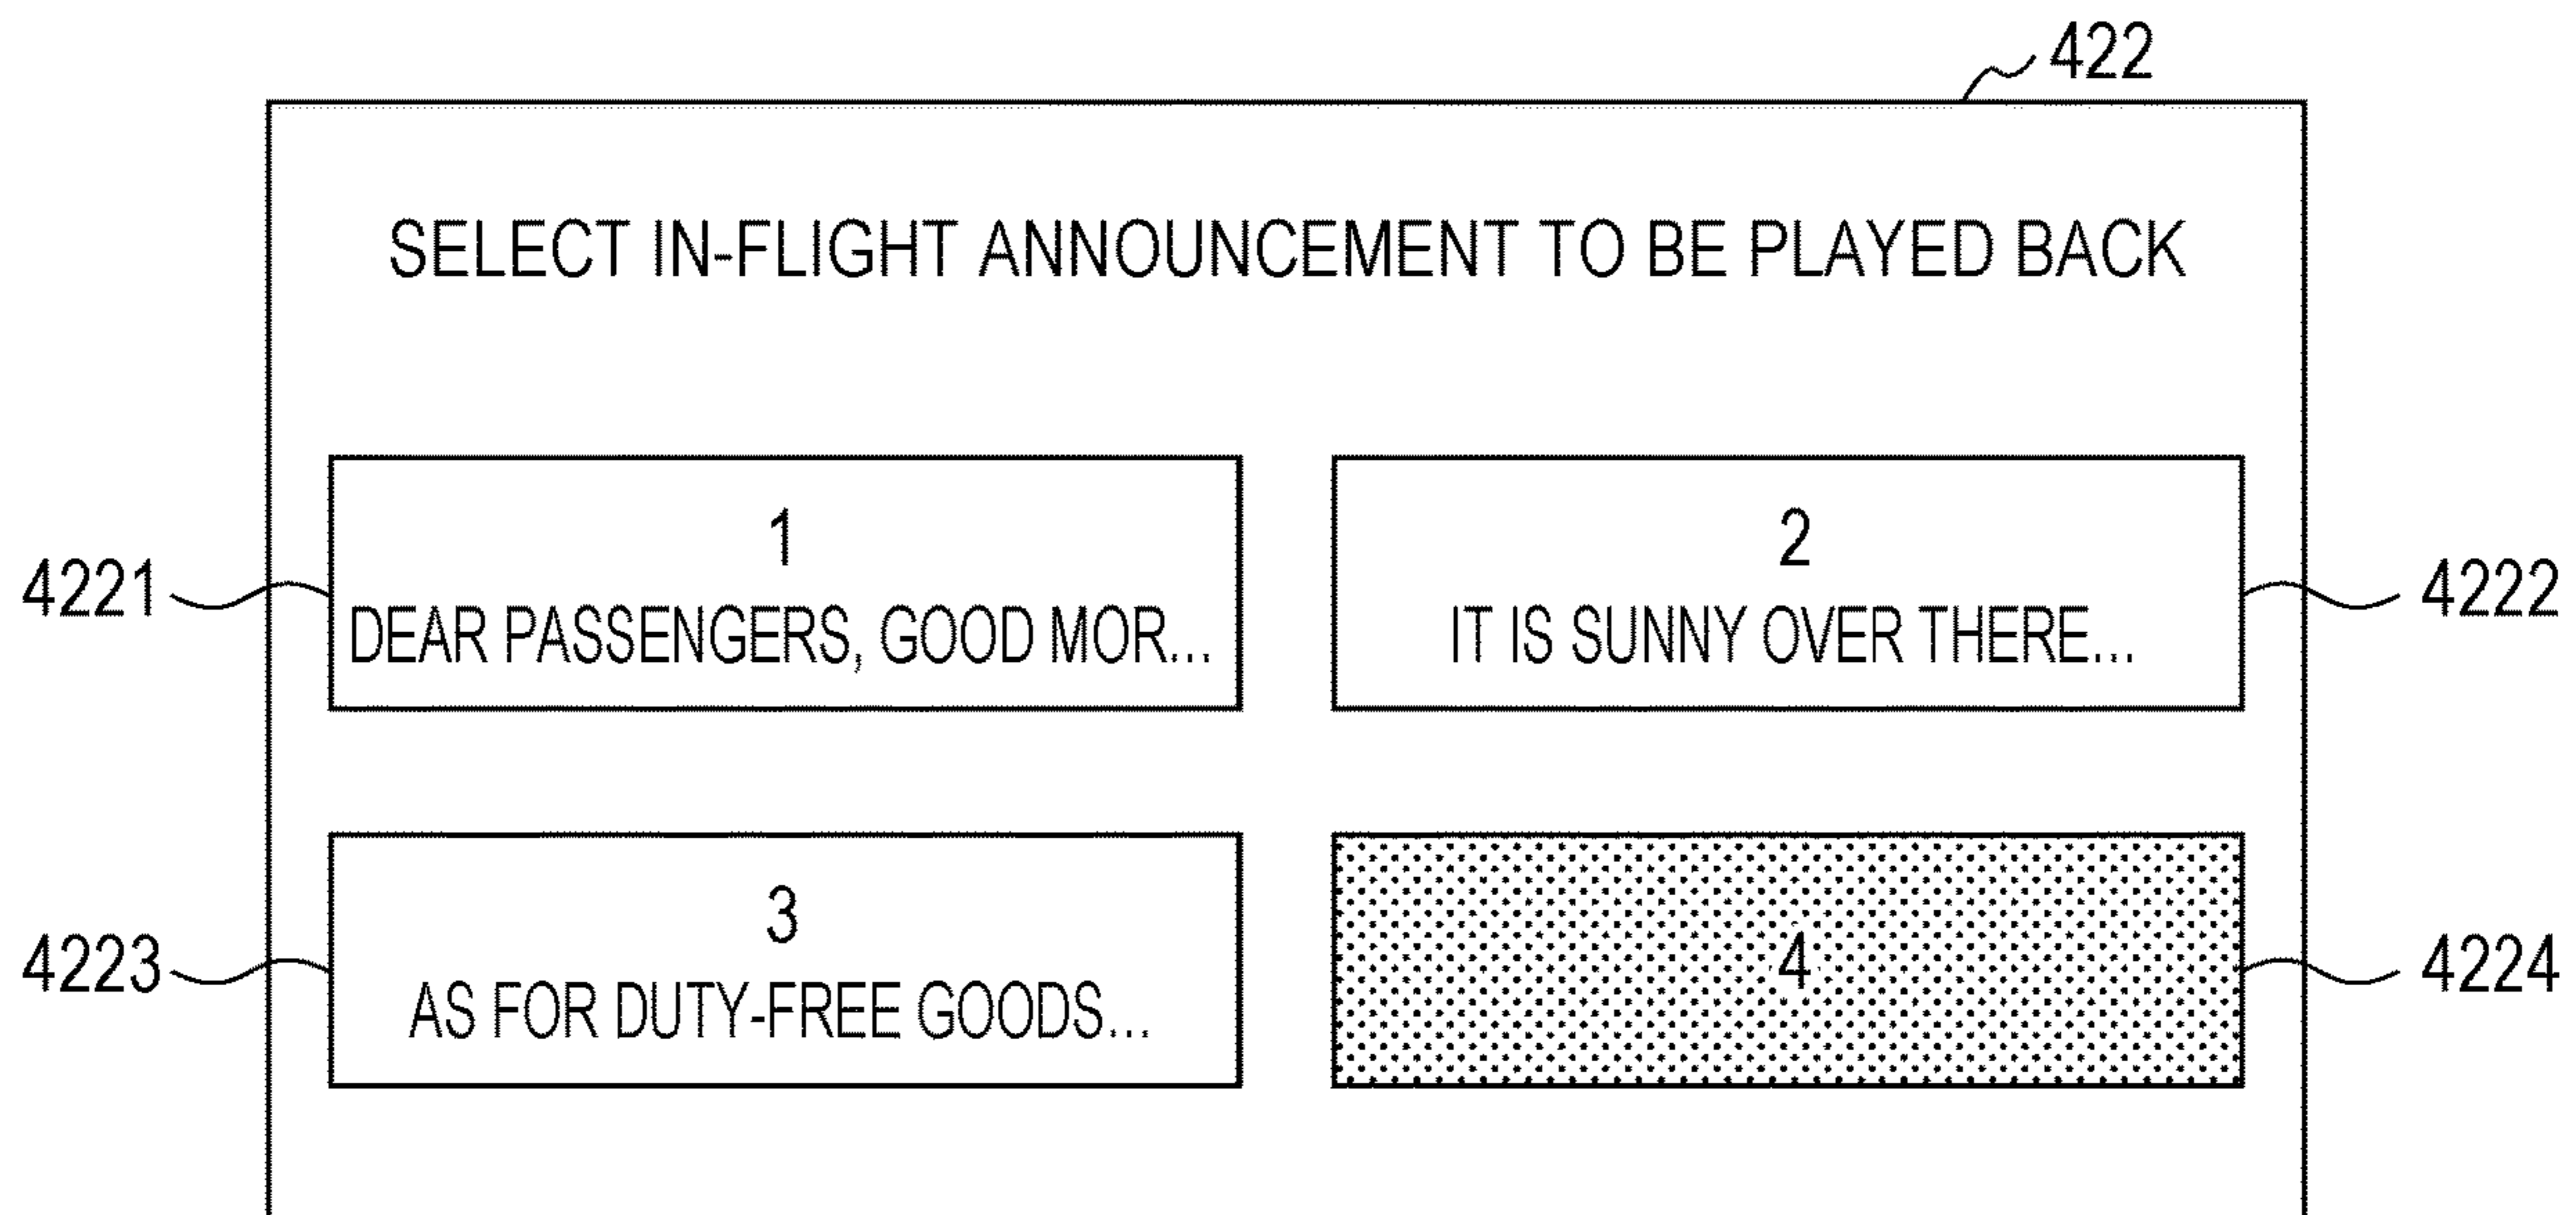 422
SELECT IN-FLIGHT ANNOUNCEMENT TO BE PLAYED BACK
4221
1
DEAR PASSENGERS, GOOD MOR...
2
IT IS SUNNY OVER THERE...
4222
4223
3
AS FOR DUTY-FREE GOODS...
4
4224